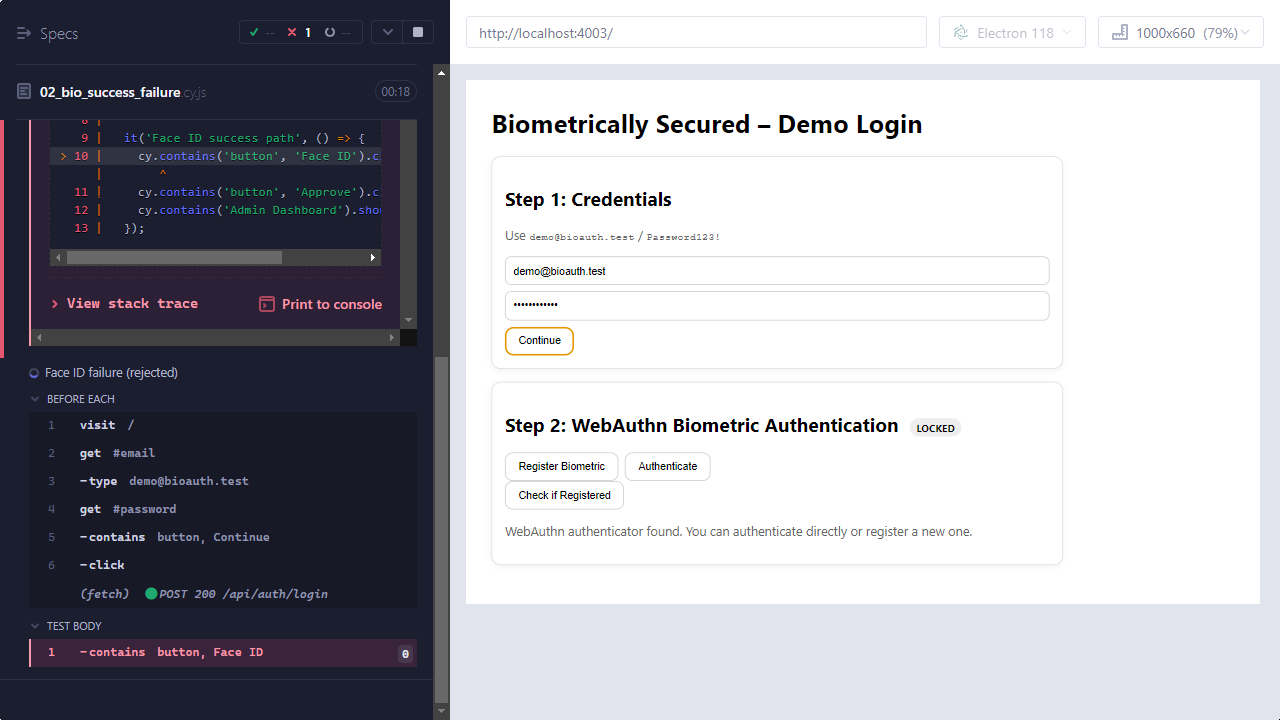 Specs
-- 1 --
02_bio_success_failure.cy.js 00:18
8 |
9 | it('Face ID success path', () => {
> 10 | cy.contains('button', 'Face ID').c
| ^
11 | cy.contains('button', 'Approve').c
12 | cy.contains('Admin Dashboard').shou
13 | });
> View stack trace Print to console
Face ID failure (rejected)
BEFORE EACH
1 visit /
2 get #email
3 -type demo@bioauth.test
4 get #password
5 -contains button, Continue
6 -click
(fetch) POST 200 /api/auth/login
TEST BODY
1 -contains button, Face ID 0
http://localhost:4003/
Electron 118
1000x660 (79%)
Biometrically Secured – Demo Login
Step 1: Credentials
Use demo@bioauth.test / Password123!
demo@bioauth.test
••••••••••••
Continue
Step 2: WebAuthn Biometric Authentication LOCKED
Register Biometric Authenticate
Check if Registered
WebAuthn authenticator found. You can authenticate directly or register a new one.